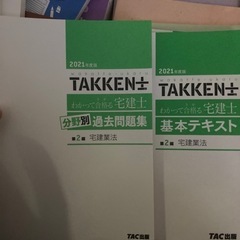 2021年度版
TAKKEN士
わかって合格る宅建士
分野別過去問題集
第2編 宅建業法
TAC出版
2021年度版
TAKKEN士
わかって合格る宅建士
基本テキスト
第2編 宅建業法
TAC出版